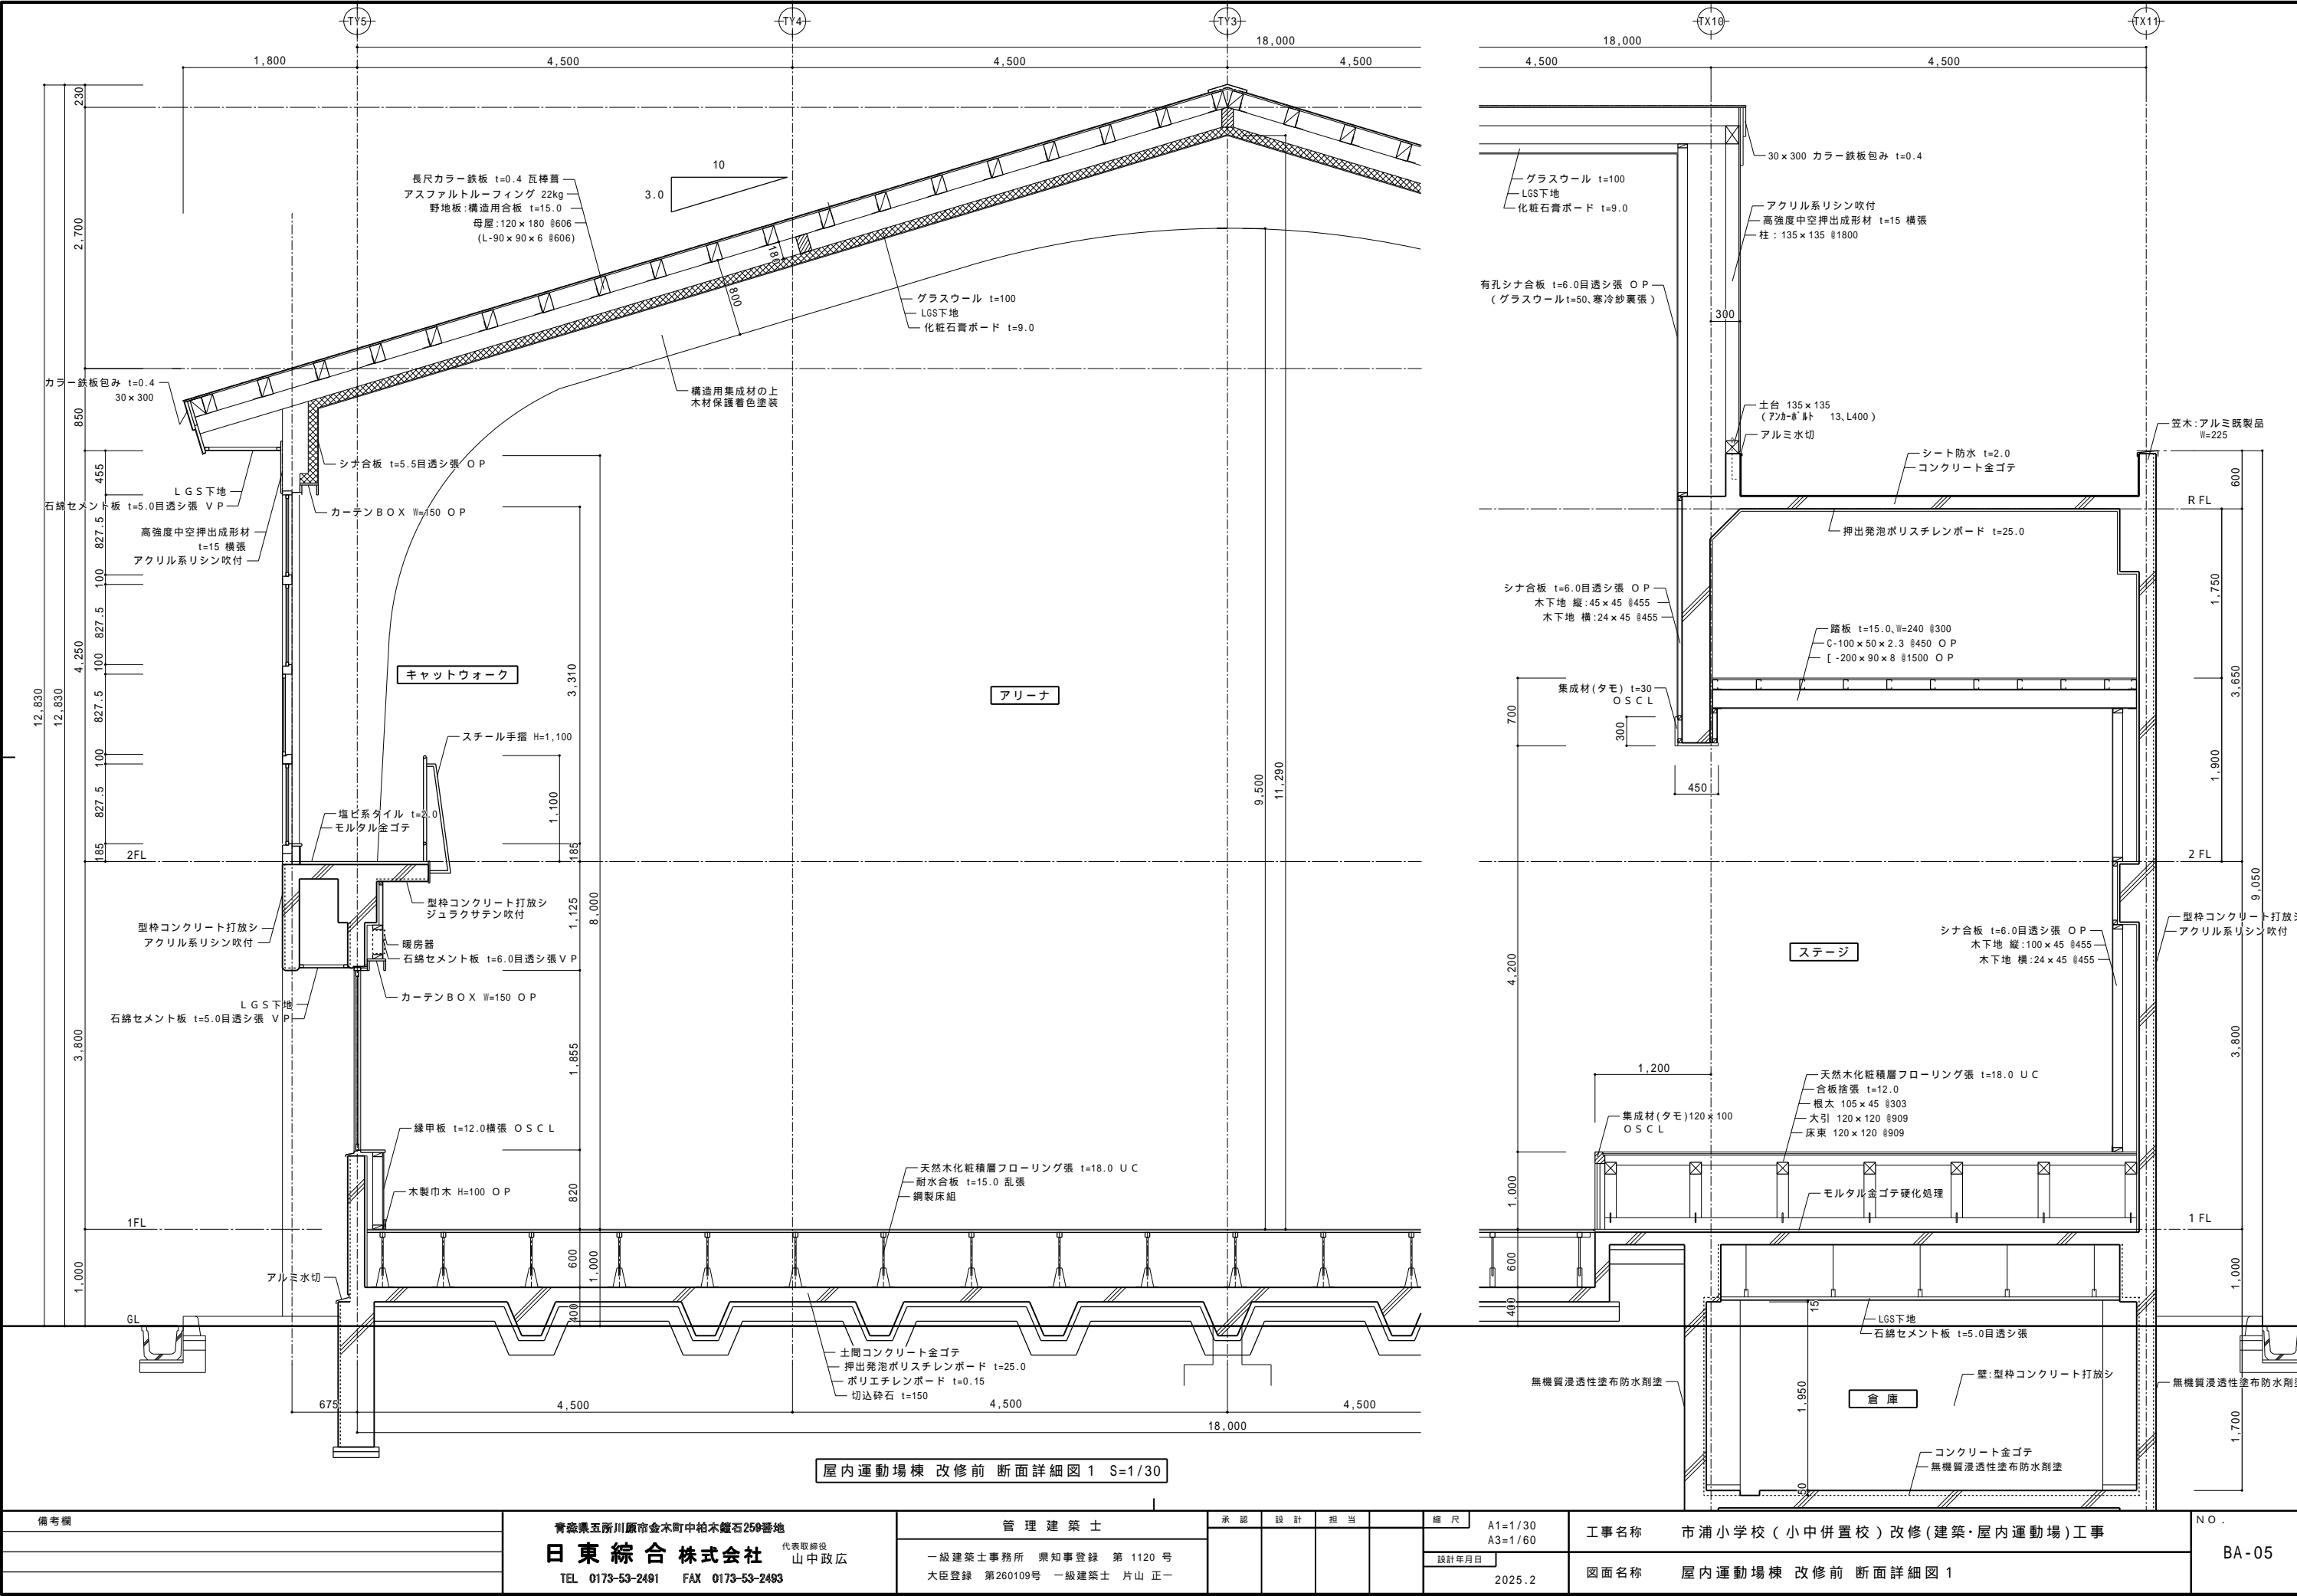 TY5
TY4
TY3
TX10
TX11
18,000
18,000
1,800
4,500
4,500
4,500
4,500
4,500
230
2,700
850
455
827.5
100
827.5
100
827.5
100
827.5
185
4,250
12,830
12,830
3,800
1,000
長尺カラー鉄板 t=0.4 瓦棒葺
アスファルトルーフィング 22kg
野地板:構造用合板 t=15.0
母屋:120×180 @606
(L-90×90×6 @606)
10
3.0
180
800
グラスウール t=100
LGS下地
化粧石膏ボード t=9.0
構造用集成材の上
木材保護着色塗装
カラー鉄板包み t=0.4
30×300
シナ合板 t=5.5目透シ張 OP
LGS下地
石綿セメント板 t=5.0目透シ張 VP
カーテンBOX W=150 OP
高強度中空押出成形材
t=15 横張
アクリル系リシン吹付
キャットウォーク
アリーナ
3,310
スチール手摺 H=1,100
1,100
9,500
11,290
塩ビ系タイル t=2.0
モルタル金ゴテ
2FL
185
1,125
8,000
型枠コンクリート打放シ
ジュラクサテン吹付
型枠コンクリート打放シ
アクリル系リシン吹付
暖房器
石綿セメント板 t=6.0目透シ張VP
カーテンBOX W=150 OP
LGS下地
石綿セメント板 t=5.0目透シ張 VP
1,855
縁甲板 t=12.0横張 OSCL
820
木製巾木 H=100 OP
天然木化粧積層フローリング張 t=18.0 UC
耐水合板 t=15.0 乱張
鋼製床組
1FL
600
1,000
400
アルミ水切
GL
土間コンクリート金ゴテ
押出発泡ポリスチレンボード t=25.0
ポリエチレンボード t=0.15
切込砕石 t=150
675
4,500
4,500
4,500
18,000
30×300 カラー鉄板包み t=0.4
グラスウール t=100
LGS下地
化粧石膏ボード t=9.0
アクリル系リシン吹付
高強度中空押出成形材 t=15 横張
柱:135×135 @1800
有孔シナ合板 t=6.0目透シ張 OP
(グラスウールt=50、寒冷紗裏張)
300
土台 135×135
(アンカーボルト 13、L400)
アルミ水切
笠木:アルミ既製品
W=225
シート防水 t=2.0
コンクリート金ゴテ
600
R FL
押出発泡ポリスチレンボード t=25.0
1,750
シナ合板 t=6.0目透シ張 OP
木下地 縦:45×45 @455
木下地 横:24×45 @455
踏板 t=15.0、W=240 @300
C-100×50×2.3 @450 OP
[ -200×90×8 @1500 OP
3,650
集成材(タモ) t=30
OSCL
700
300
450
1,900
2 FL
9,050
型枠コンクリート打放シ
アクリル系リシン吹付
シナ合板 t=6.0目透シ張 OP
木下地 縦:100×45 @455
木下地 横:24×45 @455
ステージ
4,200
3,800
1,200
天然木化粧積層フローリング張 t=18.0 UC
合板捨張 t=12.0
根太 105×45 @303
大引 120×120 @909
床束 120×120 @909
集成材(タモ)120×100
OSCL
1,000
モルタル金ゴテ硬化処理
1 FL
600
400
1,000
15
LGS下地
石綿セメント板 t=5.0目透シ張
無機質浸透性塗布防水剤塗
壁:型枠コンクリート打放シ
無機質浸透性塗布防水剤塗
倉庫
1,950
1,700
コンクリート金ゴテ
無機質浸透性塗布防水剤塗
50
屋内運動場棟 改修前 断面詳細図1 S=1/30
備考欄
青森県五所川原市金木町中柏木鎧石259番地
日東綜合株式会社 代表取締役 山中政広
TEL 0173-53-2491 FAX 0173-53-2493
管理建築士
一級建築士事務所 県知事登録 第 1120 号
大臣登録 第260109号 一級建築士 片山 正一
承認
設計
担当
縮尺
A1=1/30
A3=1/60
設計年月日
2025.2
工事名称 市浦小学校(小中併置校)改修(建築・屋内運動場)工事
図面名称 屋内運動場棟 改修前 断面詳細図1
NO.
BA-05